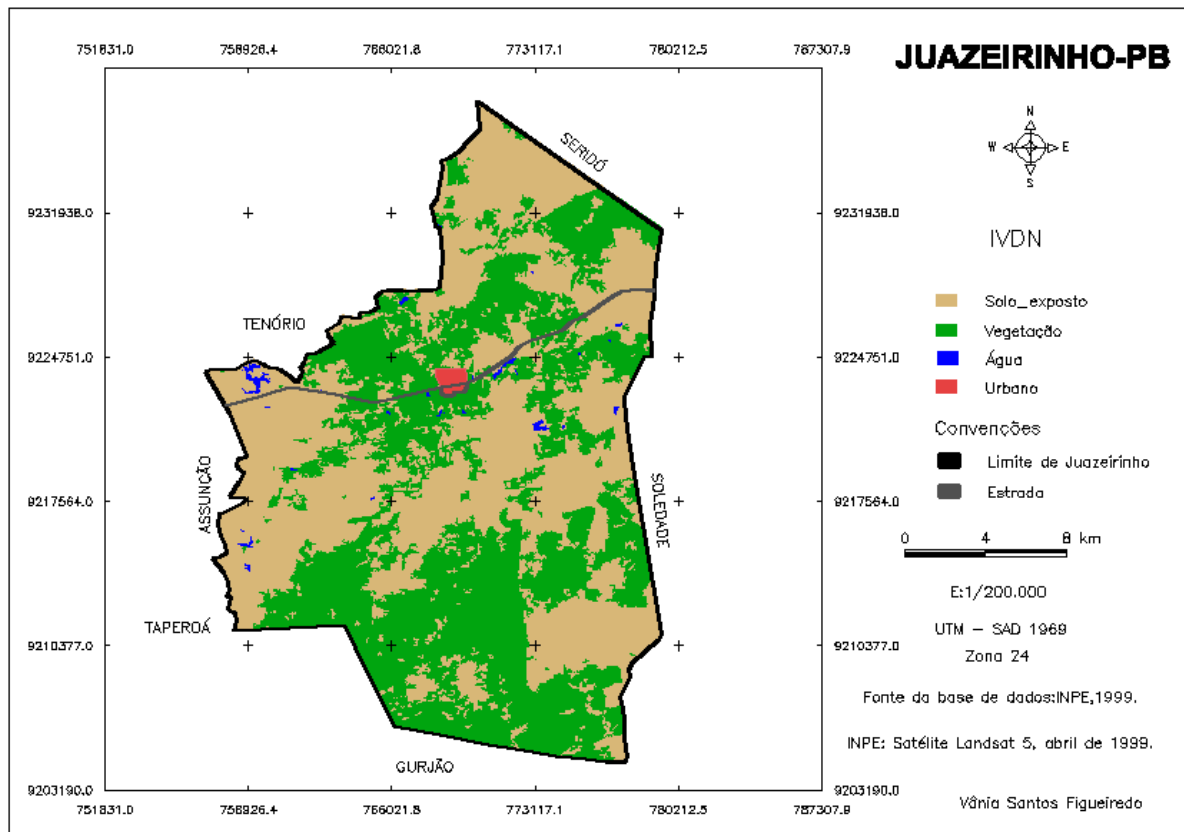 751831.0 758926.4 766021.8 773117.1 780212.5 767307.9
JUAZEIRINHO-PB
N
W E
S
SERIDÓ
9231938.0 9231938.0
IVDN
Solo_exposto
TENÓRIO
Vegetação
9224751.0 9224751.0
Água
Urbano
Convenções
Limite de Juazeirinho
ASSUNÇÃO
SOLEDADE
Estrada
9217564.0 9217564.0
0 4 8 km
E:1/200.000
TAPEROÁ
UTM – SAD 1969
9210377.0 9210377.0
Zona 24
Fonte da base de dados:INPE,1999.
INPE: Satélite Landsat 5, abril de 1999.
GURJÃO
9203190.0 9203190.0
Vânia Santos Figueiredo
751831.0 758926.4 766021.8 773117.1 780212.5 787307.9